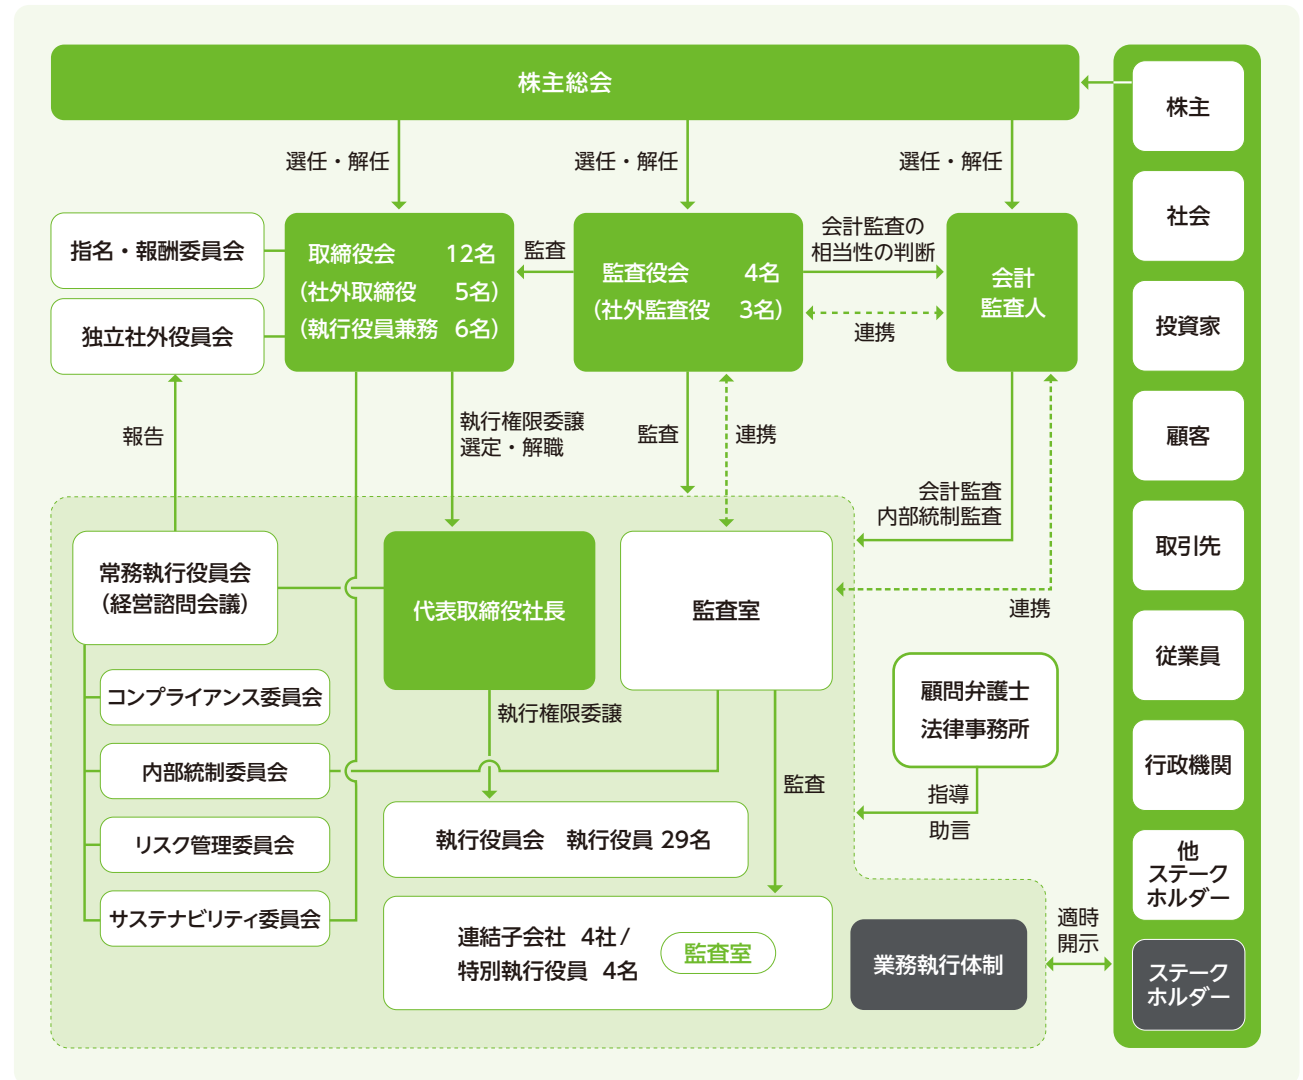 株主総会
選任・解任
選任・解任
選任・解任
指名・報酬委員会
独立社外役員会
取締役会 12名
（社外取締役 5名）
（執行役員兼務 6名）
監査
監査役会 4名
（社外監査役 3名）
会計監査の
相当性の判断
連携
会計
監査人
報告
執行権限委譲
選定・解職
監査
連携
会計監査
内部統制監査
連携
常務執行役員会
（経営諮問会議）
代表取締役社長
監査室
コンプライアンス委員会
内部統制委員会
リスク管理委員会
サステナビリティ委員会
執行権限委譲
監査
顧問弁護士
法律事務所
指導
助言
執行役員会 執行役員 29名
連結子会社 4社/
特別執行役員 4名
監査室
業務執行体制
適時
開示
株主
社会
投資家
顧客
取引先
従業員
行政機関
他
ステーク
ホルダー
ステーク
ホルダー